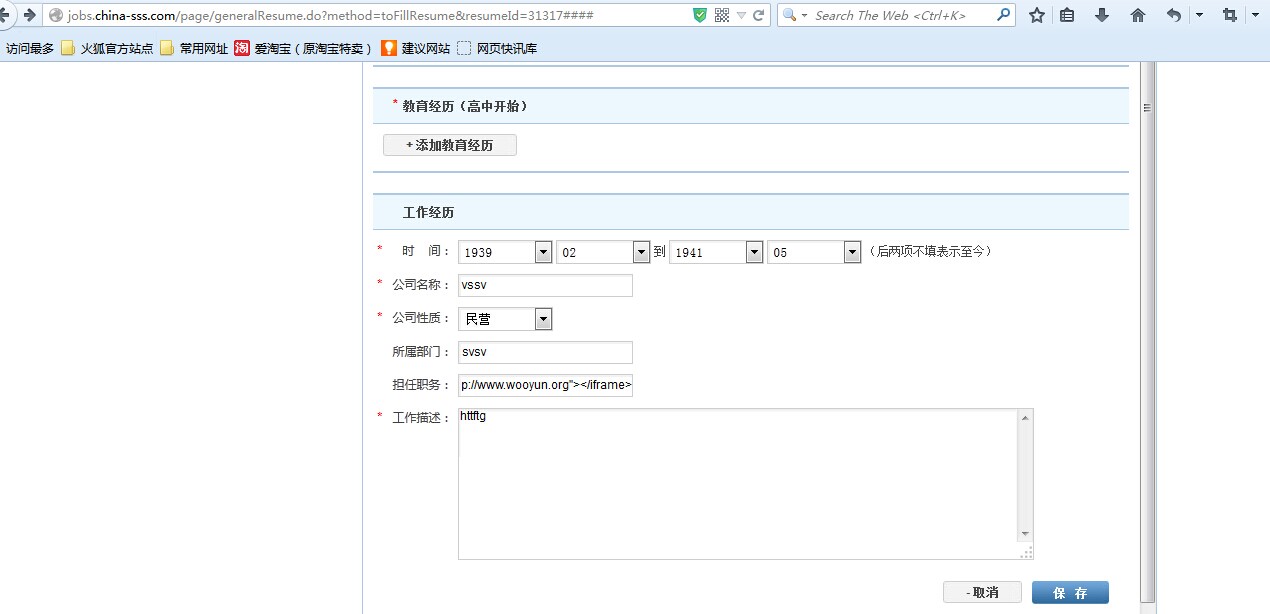 jobs.china-sss.com/page/generalResume.do?method=toFillResume&resumeId=31317####
Search The Web <Ctrl+K>
访问最多 火狐官方站点 常用网址 淘 爱淘宝（原淘宝特卖） 建议网站 网页快讯库
* 教育经历（高中开始）
+ 添加教育经历
工作经历
* 时 间： 1939 02 到 1941 05 （后两项不填表示至今）
* 公司名称： vssv
* 公司性质： 民营
所属部门： svsv
担任职务： p://www.wooyun.org"></iframe>
* 工作描述： httftg
- 取消 保 存